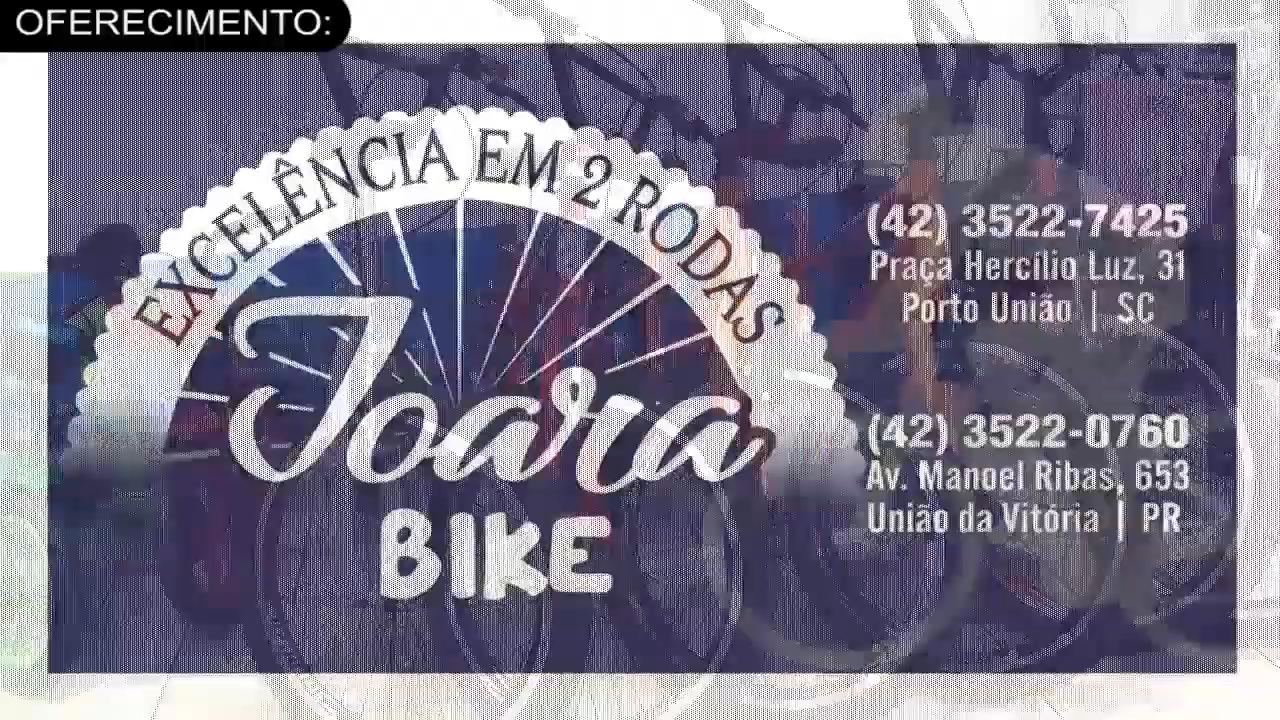 OFERECIMENTO:
EXCELÊNCIA EM 2 RODAS
Joara
BIKE
(42) 3522-7425
Praça Hercílio Luz, 31
Porto União | SC
(42) 3522-0760
Av. Manoel Ribas, 653
União da Vitória | PR